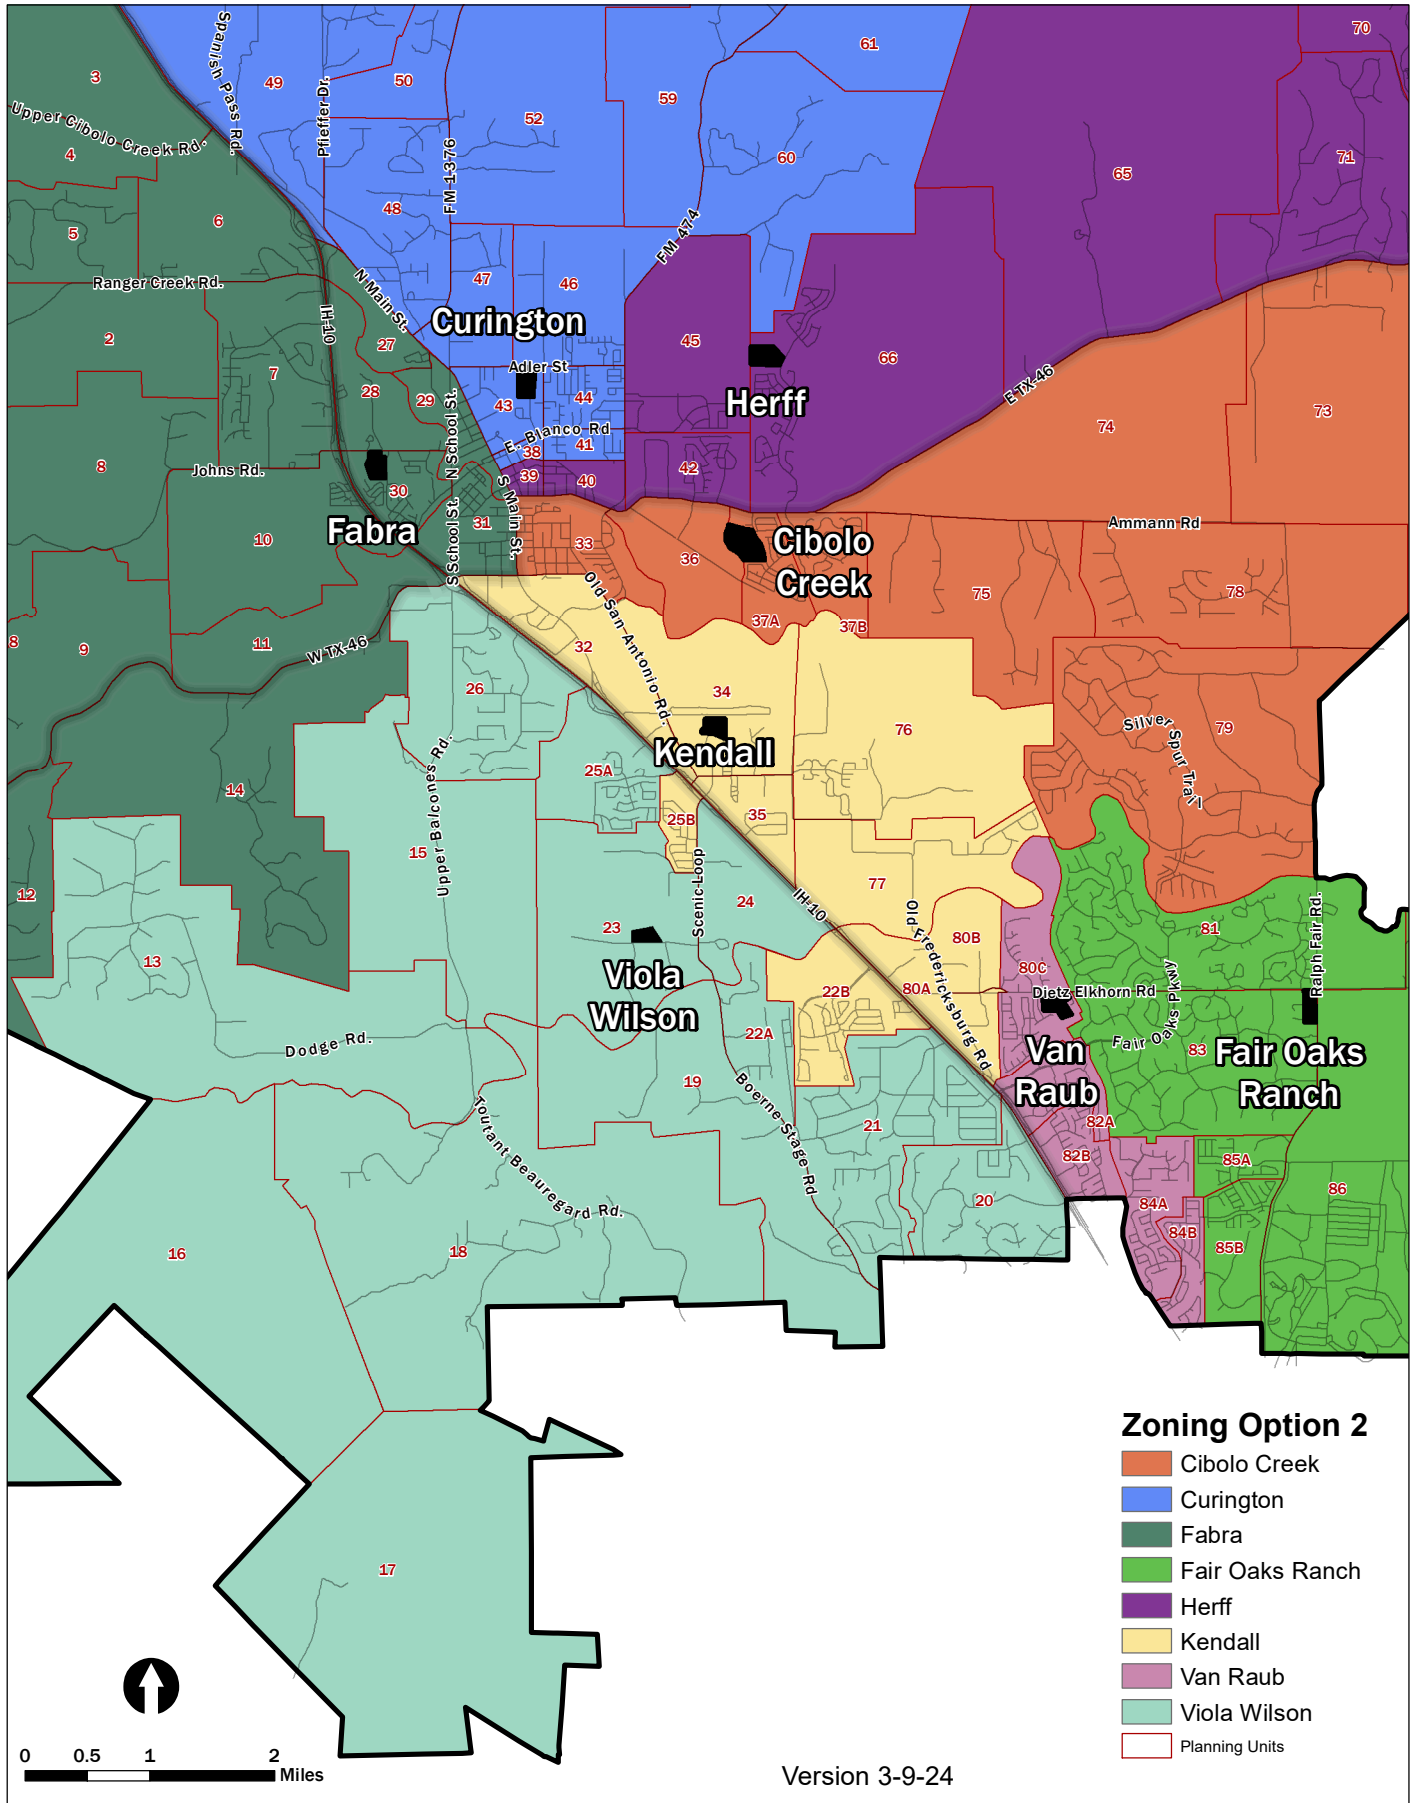 Spanish Pass Rd.
70
61
3
49
50
Pfieffer Dr.
59
52
Upper Cibolo Creek Rd.
4
60
71
65
FM 1376
48
6
5
FM 474
Ranger Creek Rd.
47
46
N Main St.
IH-10
Curington
2
27
45
66
7
Adler St
E TX-46
28
29
43
44
Herff
73
74
N School St.
E. Blanco Rd
41
38
8
Johns Rd.
42
39
40
30
S Main St.
Fabra
31
Ammann Rd
S School St.
10
33
Cibolo
Creek
36
75
78
Old San Antonio Rd.
37A
37B
8
9
11
W TX-46
32
26
34
76
Silver Spur Trail
79
Upper Balcones Rd.
Kendall
25A
14
25B
35
15
Scenic Loop
77
12
24
IH-10
Old Fredericksburg Rd
Ralph Fair Rd.
23
80B
81
13
Viola
Wilson
80C
22B
80A
Dietz Elkhorn Rd
Fair Oaks Pkwy
22A
Dodge Rd.
83
Van
Raub
Fair Oaks
Ranch
19
Boerne Stage Rd
Toutant Beauregard Rd.
21
82A
82B
85A
20
86
84A
84B
85B
16
18
17
Zoning Option 2
Cibolo Creek
Curington
Fabra
Fair Oaks Ranch
Herff
Kendall
Van Raub
Viola Wilson
Planning Units
0 0.5 1 2
Miles
Version 3-9-24